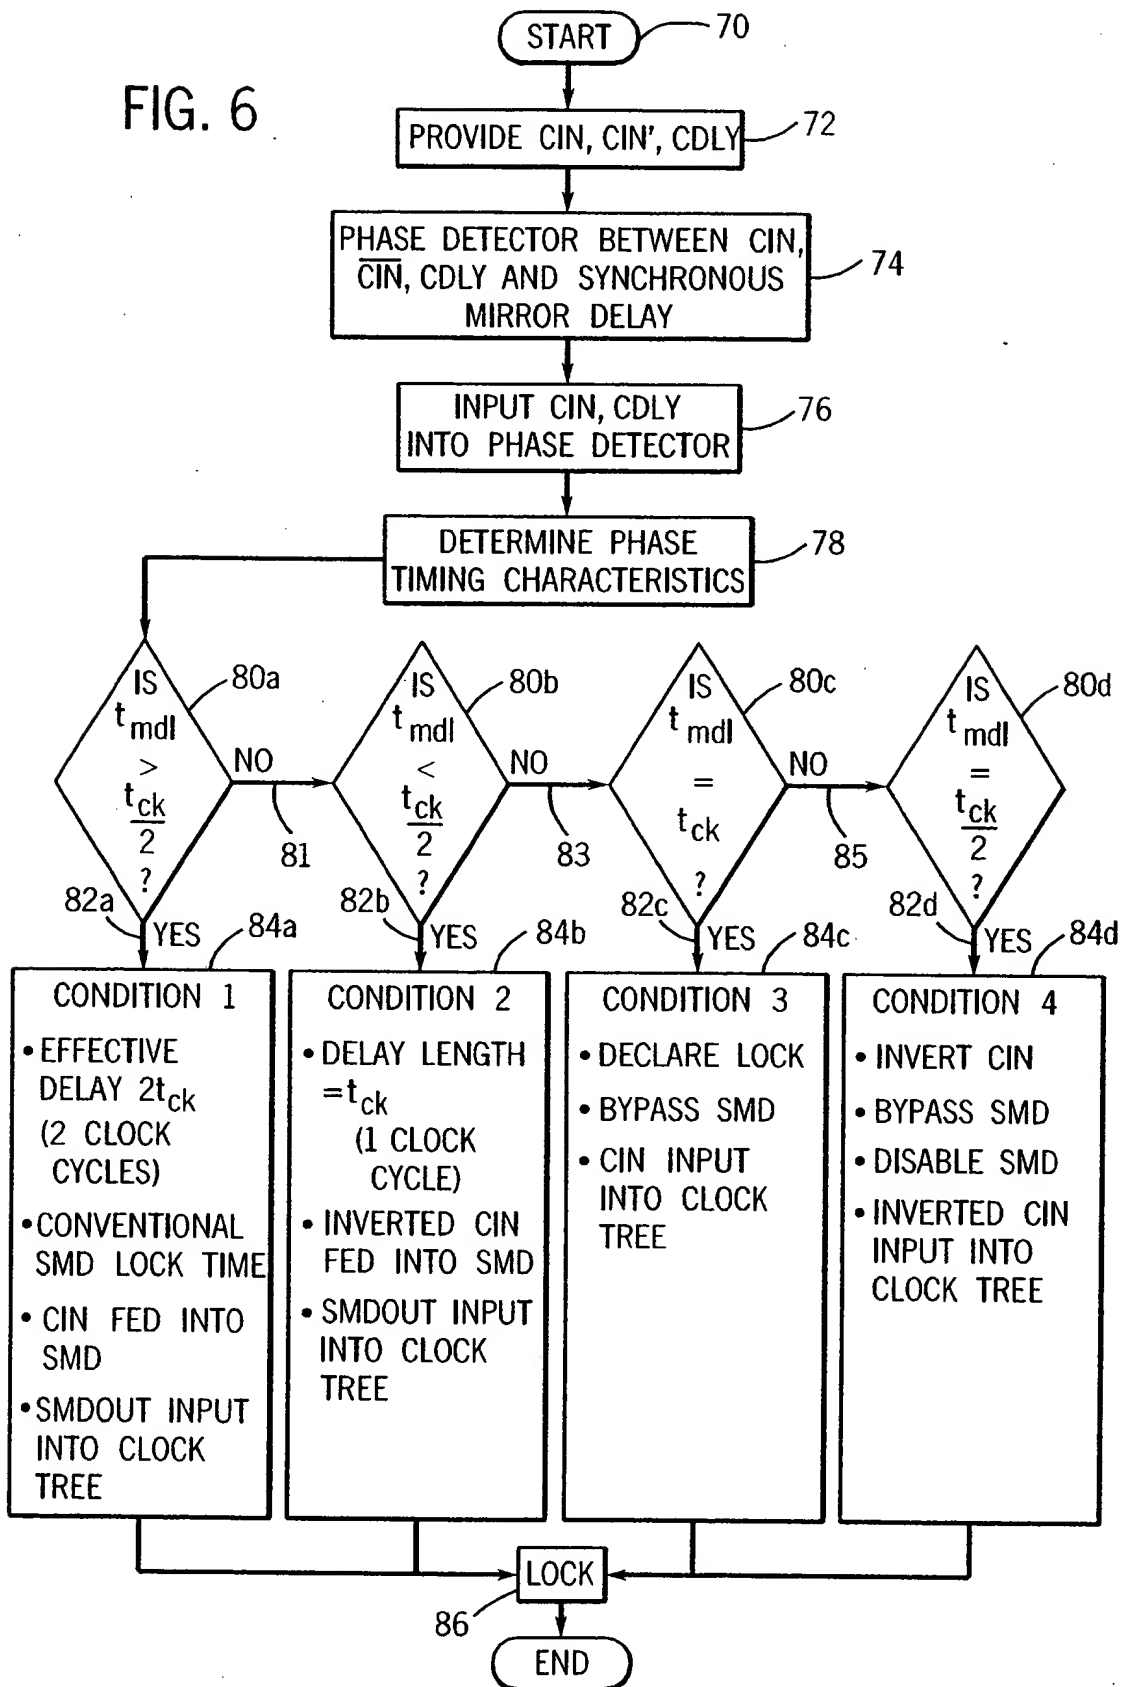 START
70
FIG. 6
PROVIDE CIN, CIN', CDLY
72
PHASE DETECTOR BETWEEN CIN,
C̅I̅N̅, CDLY AND SYNCHRONOUS
MIRROR DELAY
74
INPUT CIN, CDLY
INTO PHASE DETECTOR
76
DETERMINE PHASE
TIMING CHARACTERISTICS
78
IS
t mdl
>
t ck
2
?
80a
NO
81
82a
YES
IS
t mdl
<
t ck
2
?
80b
NO
83
82b
YES
IS
t mdl
=
t ck
?
80c
NO
85
82c
YES
IS
t mdl
=
t ck
2
?
80d
82d
YES
84a
CONDITION 1
• EFFECTIVE
DELAY 2tck
(2 CLOCK
CYCLES)
• CONVENTIONAL
SMD LOCK TIME
• CIN FED INTO
SMD
• SMDOUT INPUT
INTO CLOCK
TREE
84b
CONDITION 2
• DELAY LENGTH
=tck
(1 CLOCK
CYCLE)
• INVERTED CIN
FED INTO SMD
• SMDOUT INPUT
INTO CLOCK
TREE
84c
CONDITION 3
• DECLARE LOCK
• BYPASS SMD
• CIN INPUT
INTO CLOCK
TREE
84d
CONDITION 4
• INVERT CIN
• BYPASS SMD
• DISABLE SMD
• INVERTED CIN
INPUT INTO
CLOCK TREE
LOCK
86
END